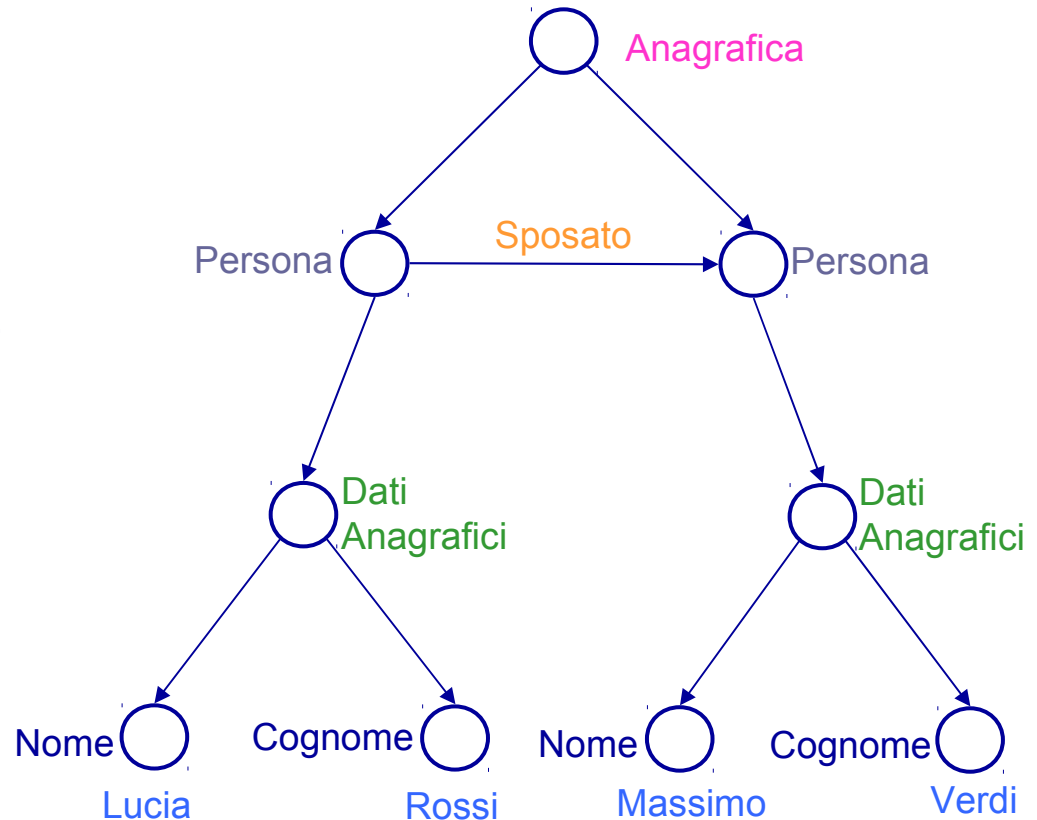 Anagrafica
Sposato
Persona
Persona
Dati
Anagrafici
Dati
Anagrafici
Nome
Cognome
Nome
Cognome
Lucia
Rossi
Massimo
Verdi